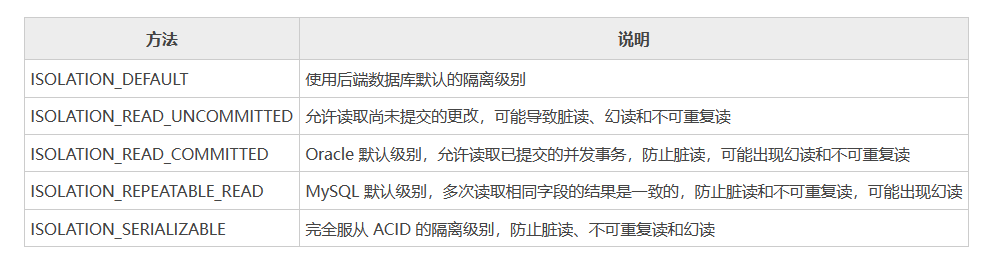 方法 说明
ISOLATION_DEFAULT 使用后端数据库默认的隔离级别
ISOLATION_READ_UNCOMMITTED 允许读取尚未提交的更改，可能导致脏读、幻读和不可重复读
ISOLATION_READ_COMMITTED Oracle 默认级别，允许读取已提交的并发事务，防止脏读，可能出现幻读和不可重复读
ISOLATION_REPEATABLE_READ MySQL 默认级别，多次读取相同字段的结果是一致的，防止脏读和不可重复读，可能出现幻读
ISOLATION_SERIALIZABLE 完全服从 ACID 的隔离级别，防止脏读、不可重复读和幻读